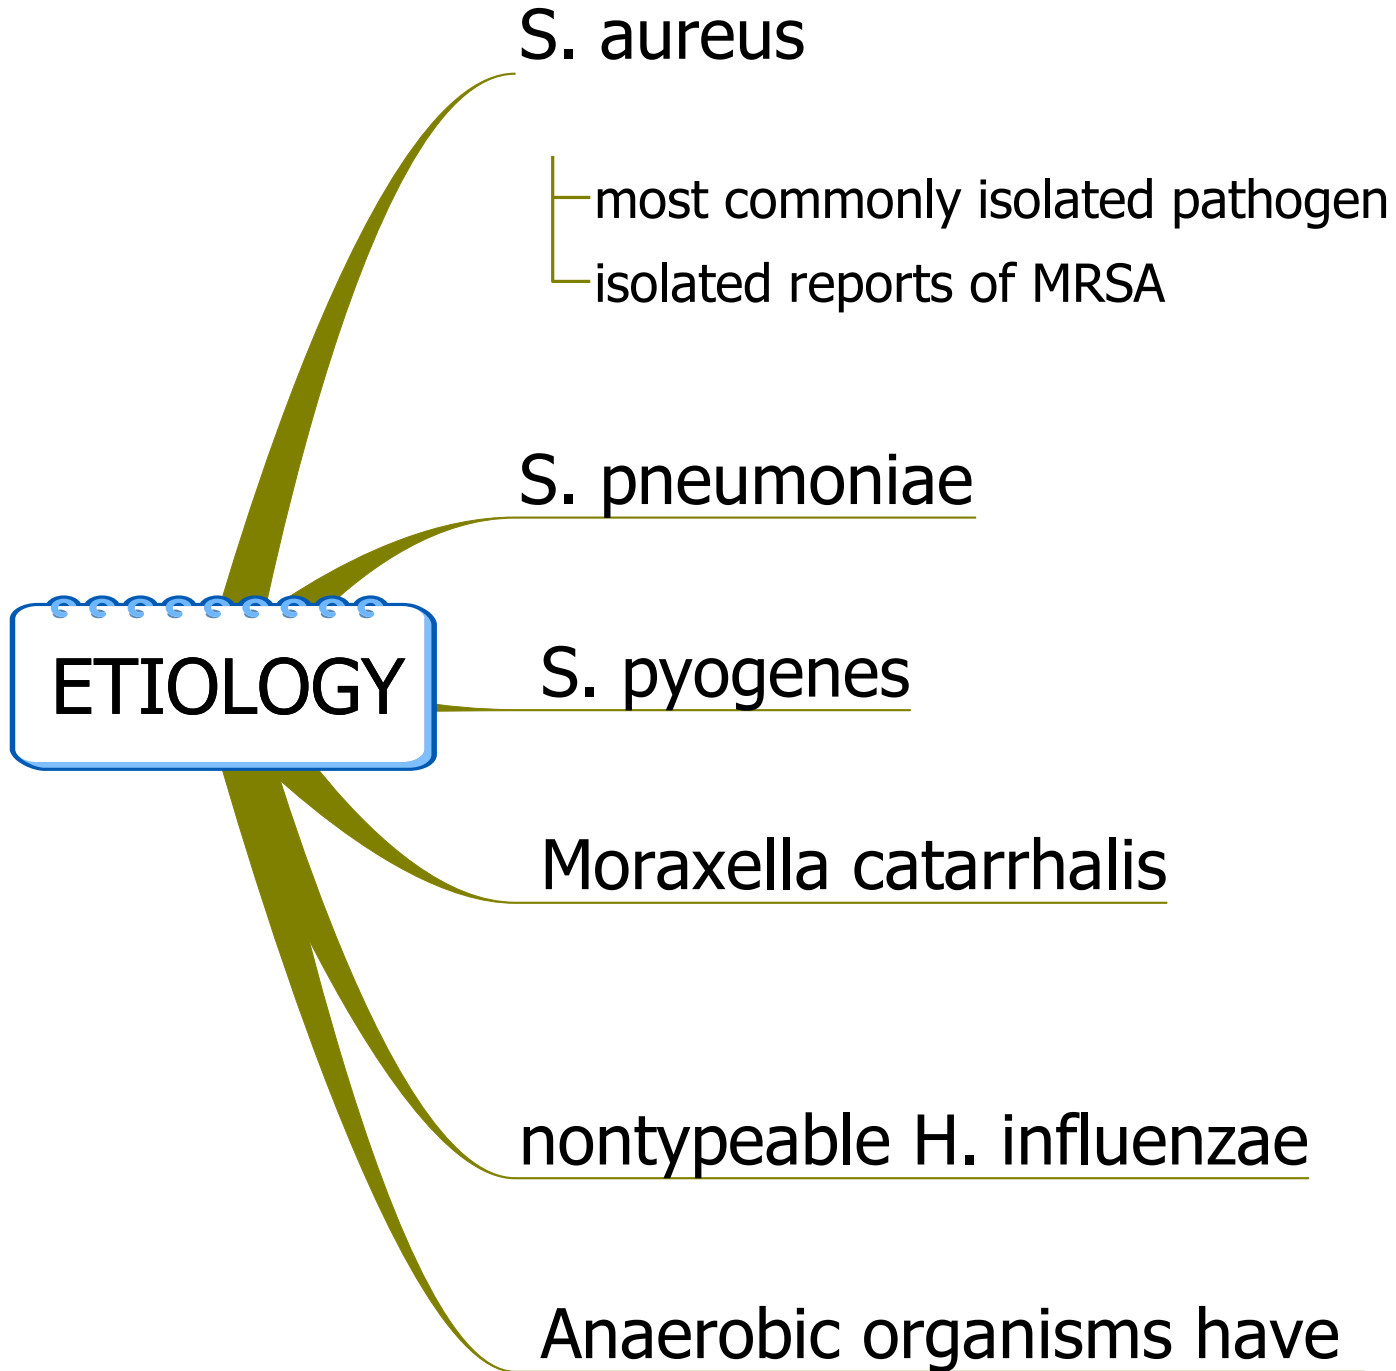 S. aureus
most commonly isolated pathogen
isolated reports of MRSA
S. pneumoniae
ETIOLOGY
S. pyogenes
Moraxella catarrhalis
nontypeable H. influenzae
Anaerobic organisms have